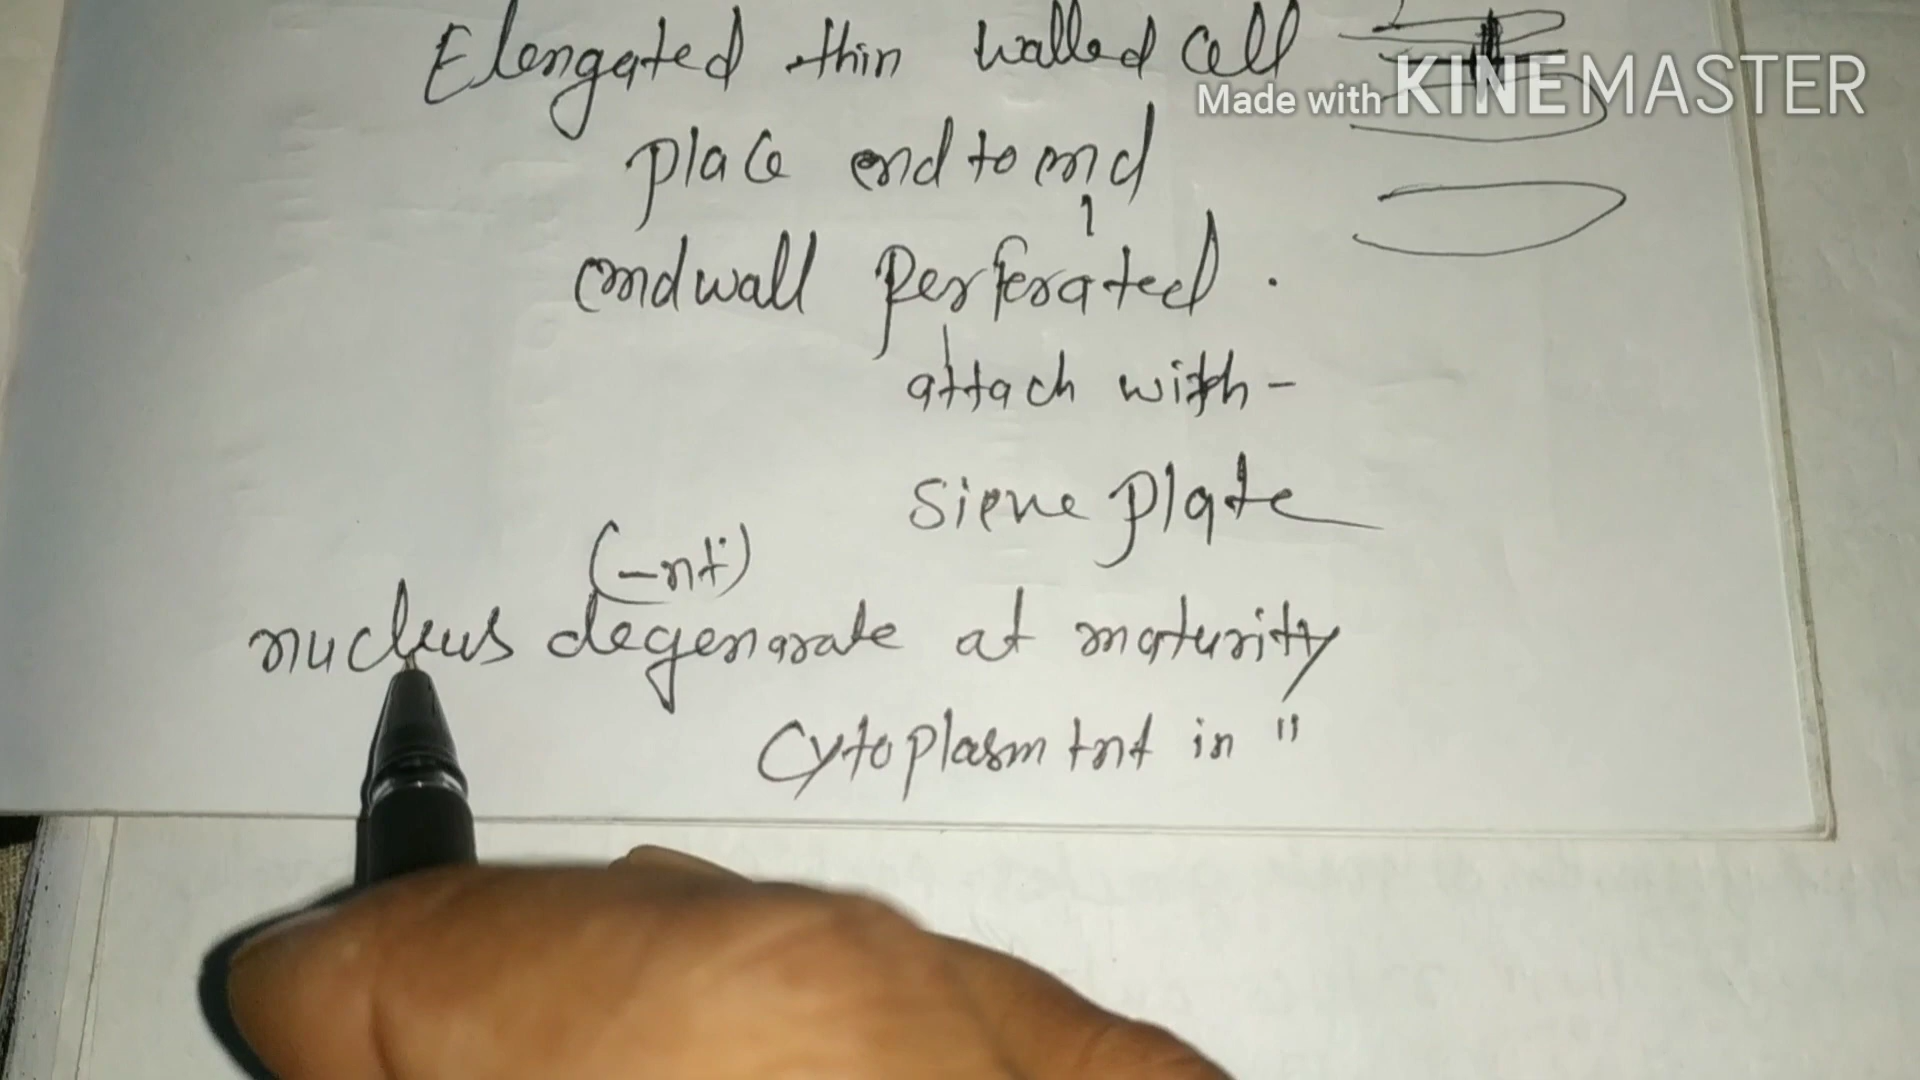 Elongated thin walled Cell
Made with KINEMASTER
place end to end
endwall perforated .
attach with -
sieve plate
(-nt)
nucleus degenarate at maturity
Cytoplasm tnt in "